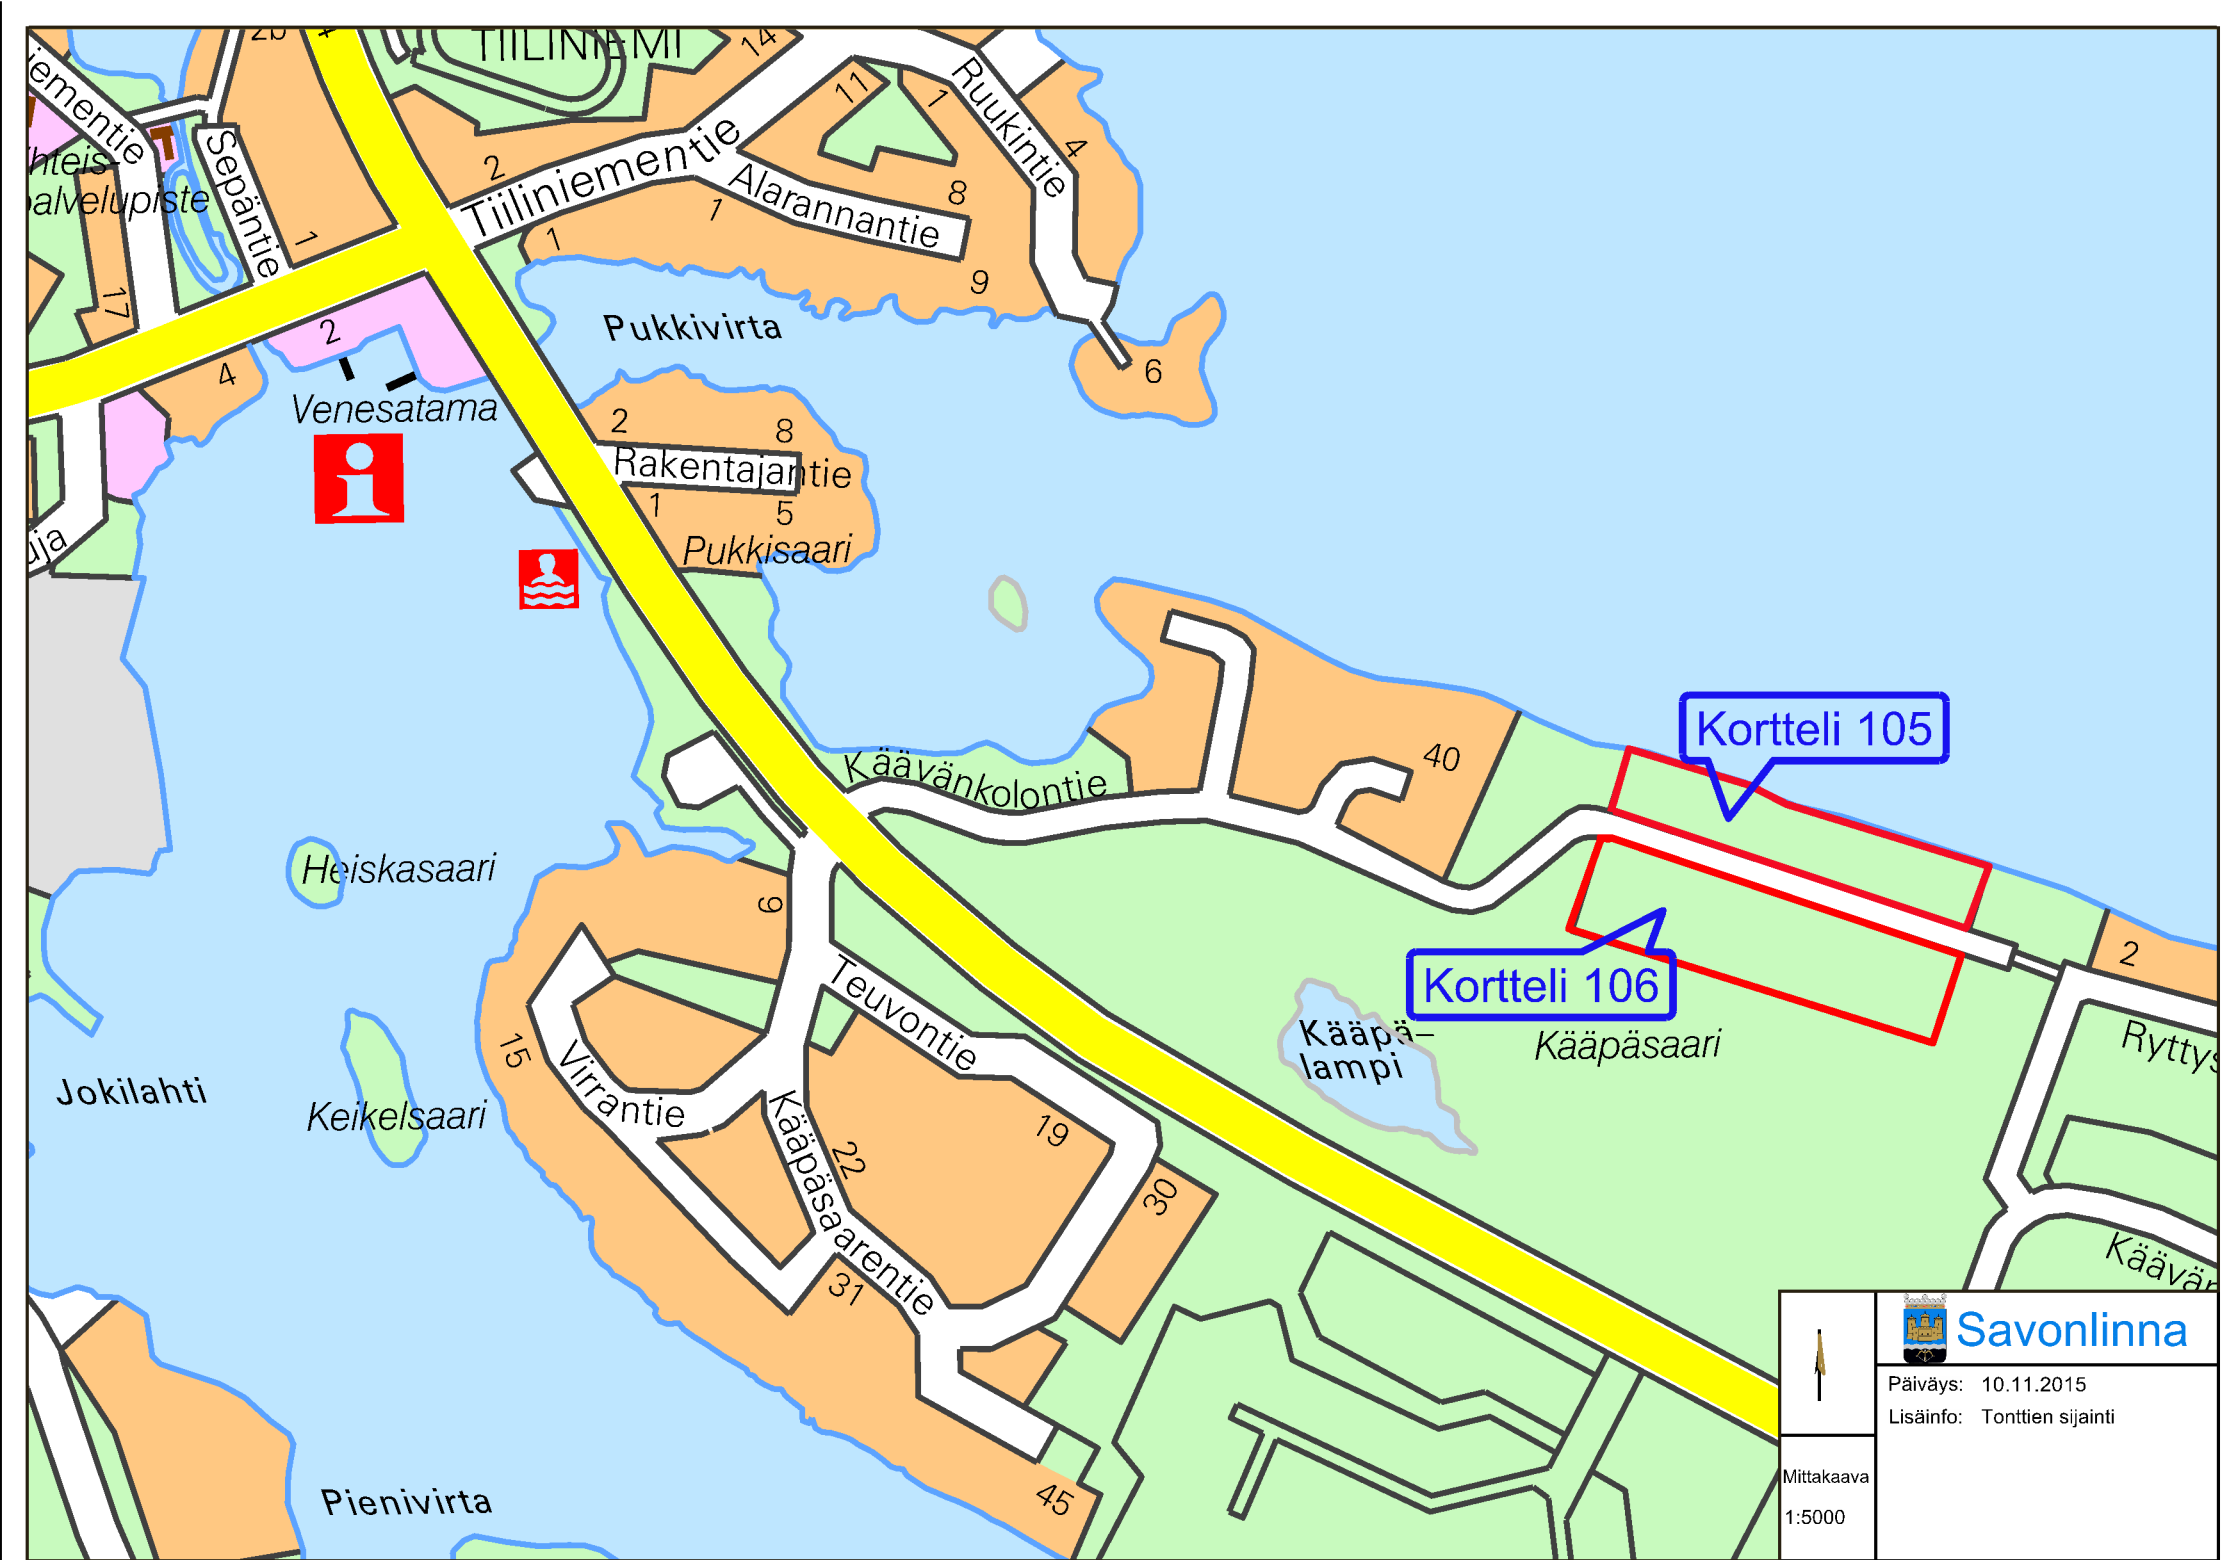 TIILINIEMI
2b
14
11
1
Ruukintie
4
Sepäntie
2
Tiiliniementie
Alarannantie
8
1
1
1
9
17
2
4
Pukkivirta
6
Venesatama
2
8
Rakentajantie
1
5
Pukkisaari
Käävänkolontie
40
Kortteli 105
Heiskasaari
9
Kortteli 106
2
Teuvontie
Kääpä-
lampi
Kääpäsaari
15
Virrantie
Jokilahti
Keikelsaari
Kääpäsaarentie
22
19
30
31
45
Pienivirta
Savonlinna
Päiväys: 10.11.2015
Lisäinfo: Tonttien sijainti
Mittakaava
1:5000